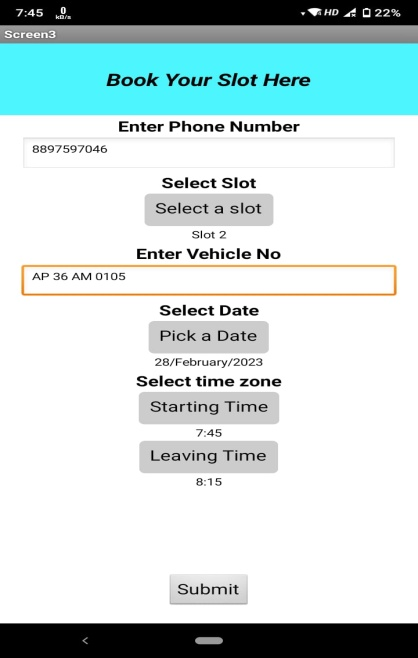 7:45 0 KB/s HD 22%
Screen3
Book Your Slot Here
Enter Phone Number
8897597046
Select Slot
Select a slot
Slot 2
Enter Vehicle No
AP 36 AM 0105
Select Date
Pick a Date
28/February/2023
Select time zone
Starting Time
7:45
Leaving Time
8:15
Submit